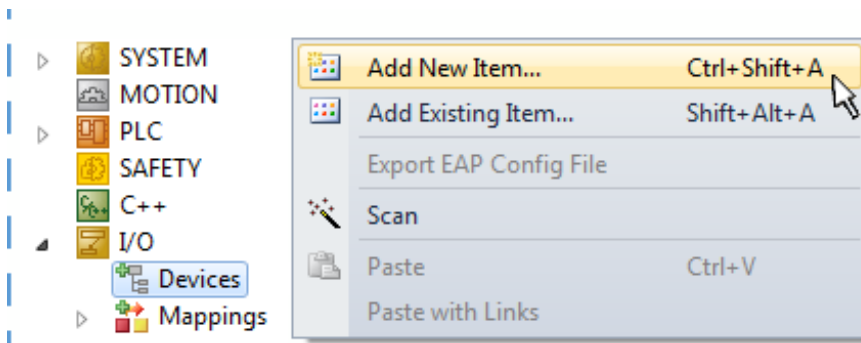 SYSTEM
MOTION
PLC
SAFETY
C++
I/O
Devices
Mappings
Add New Item... Ctrl+Shift+A
Add Existing Item... Shift+Alt+A
Export EAP Config File
Scan
Paste Ctrl+V
Paste with Links